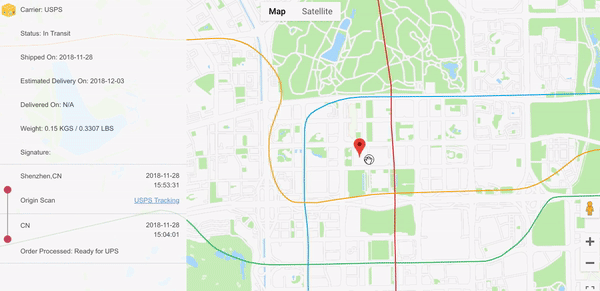 Carrier: USPS
Map Satellite
Status: In Transit
Shipped On: 2018-11-28
Estimated Delivery On: 2018-12-03
Delivered On: N/A
Weight: 0.15 KGS / 0.3307 LBS
Signature:
Shenzhen,CN 2018-11-28
15:53:31
Origin Scan USPS Tracking
CN 2018-11-28
15:04:01
Order Processed: Ready for UPS